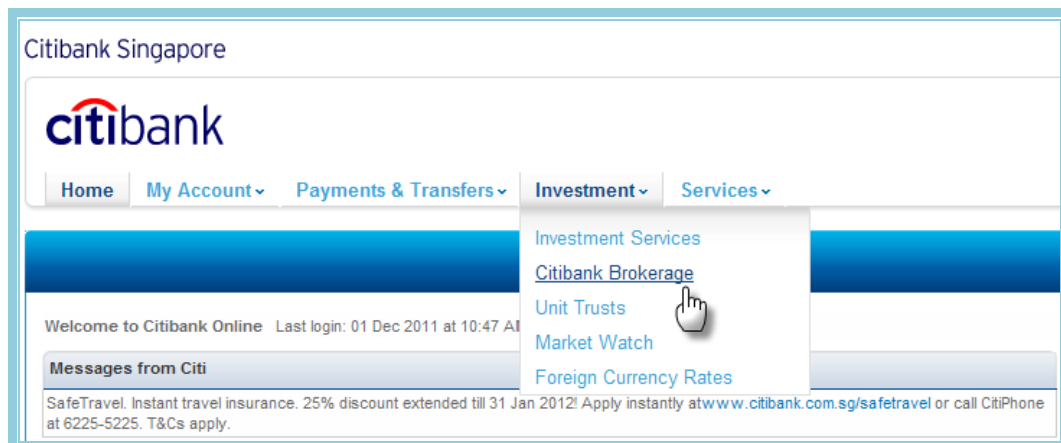 Citibank Singapore
citibank
Home My Account Payments & Transfers Investment Services
Investment Services
Citibank Brokerage
Unit Trusts
Market Watch
Foreign Currency Rates
Welcome to Citibank Online Last login: 01 Dec 2011 at 10:47 A
Messages from Citi
SafeTravel. Instant travel insurance. 25% discount extended till 31 Jan 2012! Apply instantly atwww.citibank.com.sg/safetravel or call CitiPhone
at 6225-5225. T&Cs apply.